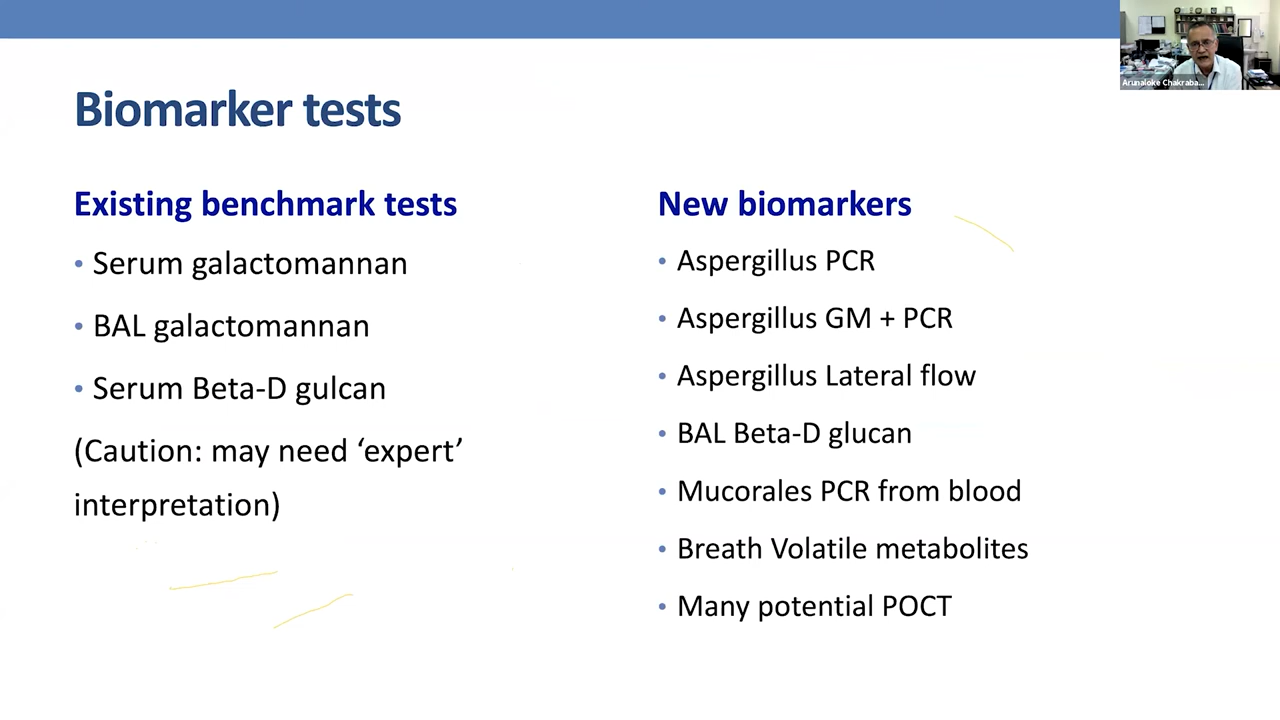 Arunaloke Chakraba...
Biomarker tests
Existing benchmark tests
• Serum galactomannan
• BAL galactomannan
• Serum Beta-D gulcan
(Caution: may need ‘expert’
interpretation)
New biomarkers
• Aspergillus PCR
• Aspergillus GM + PCR
• Aspergillus Lateral flow
• BAL Beta-D glucan
• Mucorales PCR from blood
• Breath Volatile metabolites
• Many potential POCT